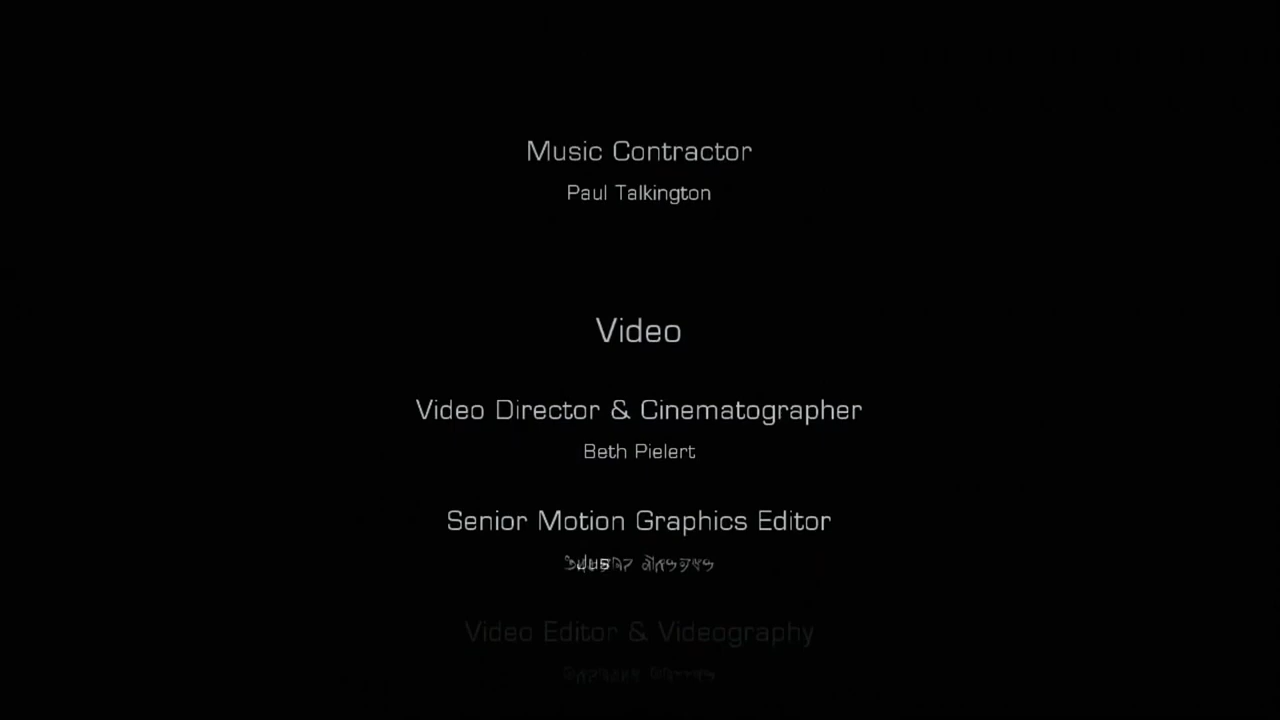 Music Contractor
Paul Talkington
Video
Video Director & Cinematographer
Beth Pielert
Senior Motion Graphics Editor
Video Editor & Videography